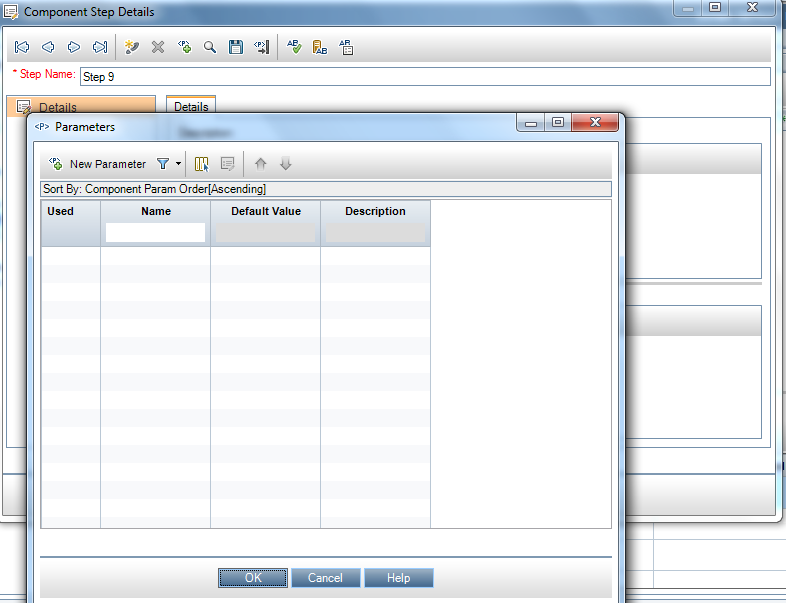 Component Step Details
* Step Name: Step 9
Details
Details
<P> Parameters
New Parameter
Sort By: Component Param Order[Ascending]
Used Name Default Value Description
OK Cancel Help